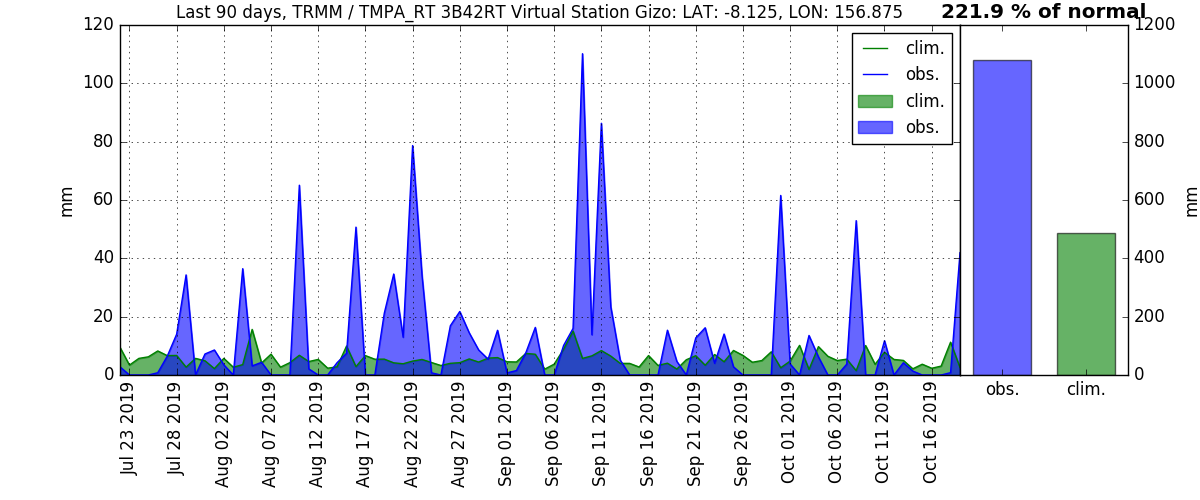 Last 90 days, TRMM / TMPA_RT 3B42RT Virtual Station Gizo: LAT: -8.125, LON: 156.875
221.9 % of normal
120
100
80
60
40
20
0
mm
clim.
obs.
clim.
obs.
1200
1000
800
600
400
200
0
mm
Jul 23 2019
Jul 28 2019
Aug 02 2019
Aug 07 2019
Aug 12 2019
Aug 17 2019
Aug 22 2019
Aug 27 2019
Sep 01 2019
Sep 06 2019
Sep 11 2019
Sep 16 2019
Sep 21 2019
Sep 26 2019
Oct 01 2019
Oct 06 2019
Oct 11 2019
Oct 16 2019
obs.
clim.